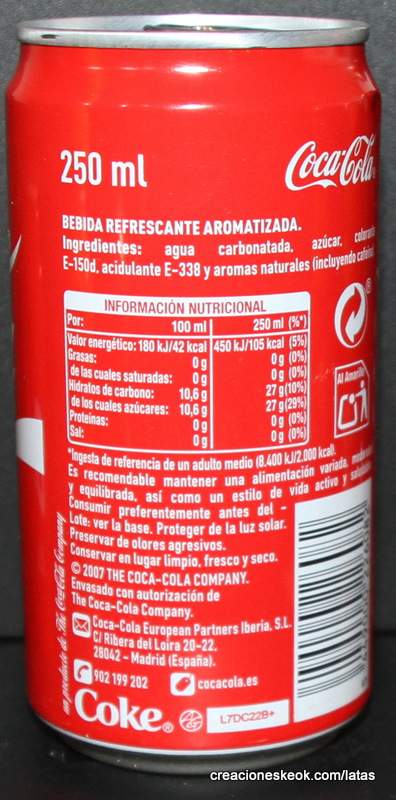 250 ml
Coca-Cola
BEBIDA REFRESCANTE AROMATIZADA.
Ingredientes: agua carbonatada, azúcar, colorante
E-150d, acidulante E-338 y aromas naturales (incluyendo cafeína)
INFORMACIÓN NUTRICIONAL
Por: 100 ml 250 ml (%*)
Valor energético: 180 kJ/42 kcal 450 kJ/105 kcal (5%)
Grasas: 0 g 0 g (0%)
de las cuales saturadas: 0 g 0 g (0%)
Hidratos de carbono: 10,6 g 27 g(10%)
de los cuales azúcares: 10,6 g 27 g(29%)
Proteínas: 0 g 0 g (0%)
Sal: 0 g 0 g (0%)
Al Amarillo
*Ingesta de referencia de un adulto medio (8.400 kJ/2.000 kcal).
Es recomendable mantener una alimentación variada,
y equilibrada, así como un estilo de vida activo y
Consumir preferentemente antes del -
Lote: ver la base. Proteger de la luz solar.
Preservar de olores agresivos.
Conservar en lugar limpio, fresco y seco.
© 2007 THE COCA-COLA COMPANY.
Envasado con autorización de
The Coca-Cola Company.
Coca-Cola European Partners Iberia, S.L.
C/ Ribera del Loira 20-22.
28042 – Madrid (España).
902 199 202 cocacola.es
un producto de The Coca-Cola Company
Coke® L7DC22B+
creacioneskeok.com/latas